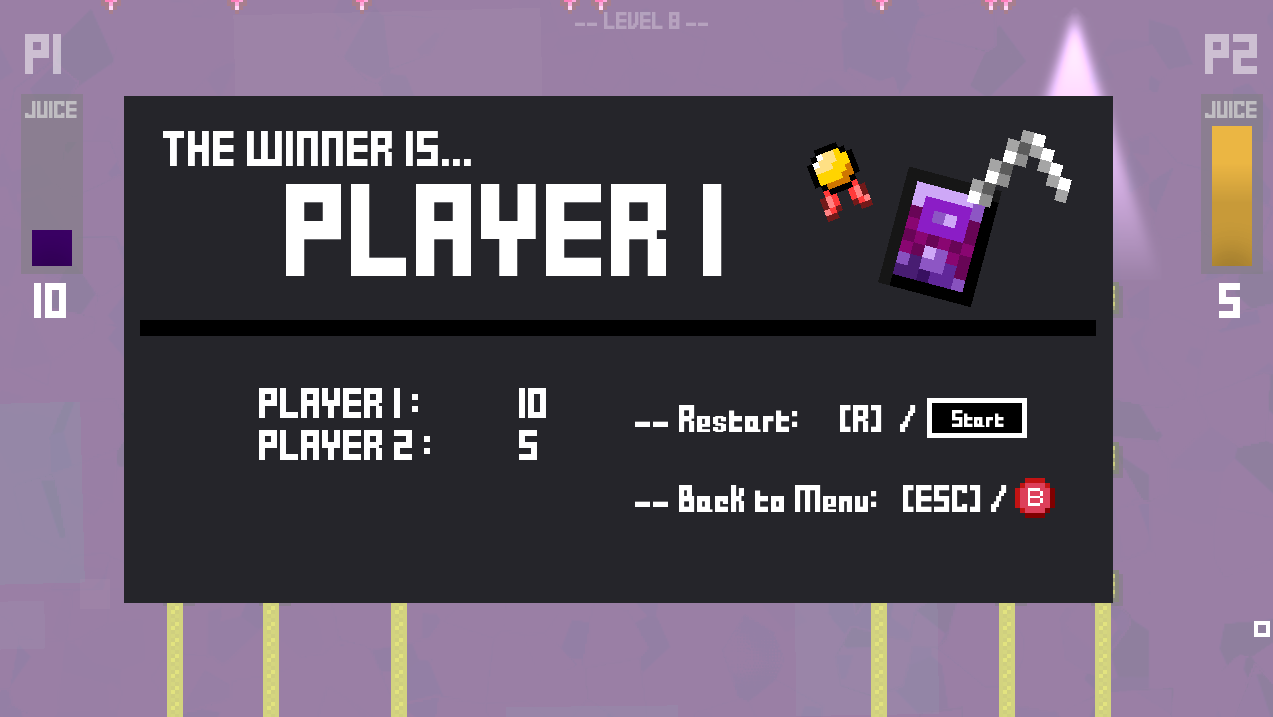 -- LEVEL 8 --
P1
P2
JUICE
JUICE
10
5
THE WINNER IS...
PLAYER 1
PLAYER 1 : 10
PLAYER 2 : 5
-- Restart: [R] / Start
-- Back to Menu: [ESC] / B